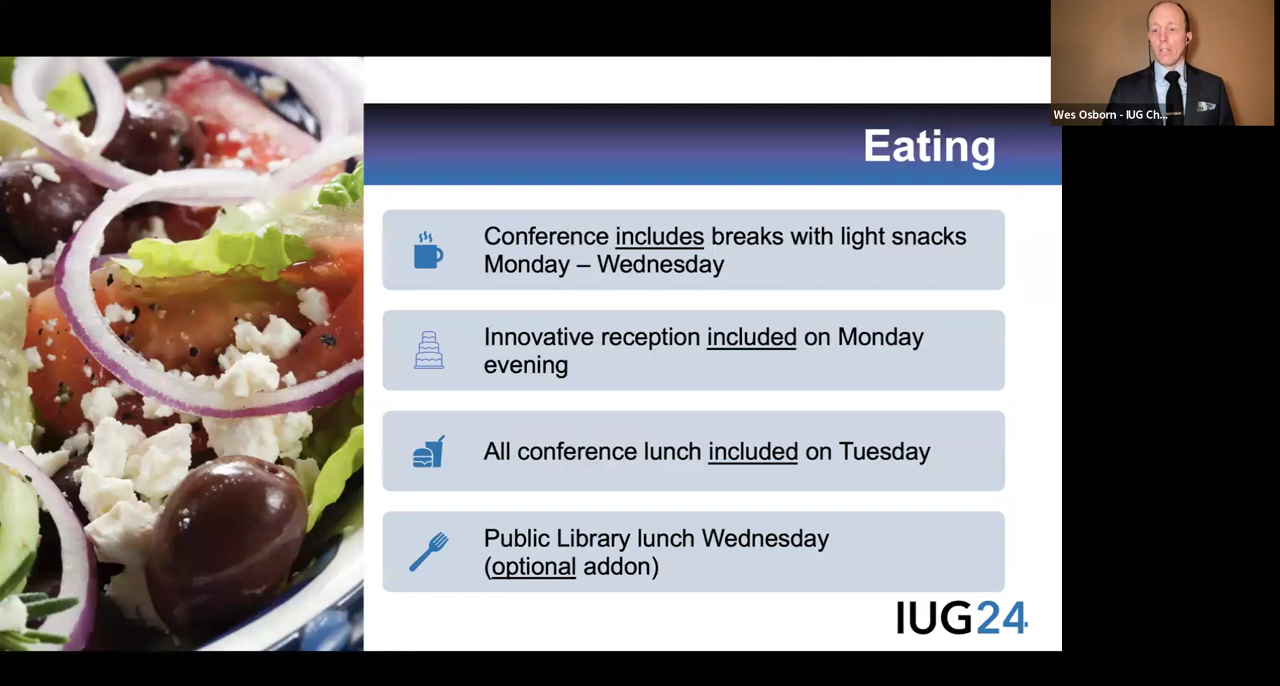 Wes Osborn - IUG Ch...
Eating
Conference includes breaks with light snacks
Monday – Wednesday
Innovative reception included on Monday
evening
All conference lunch included on Tuesday
Public Library lunch Wednesday
(optional addon)
IUG24